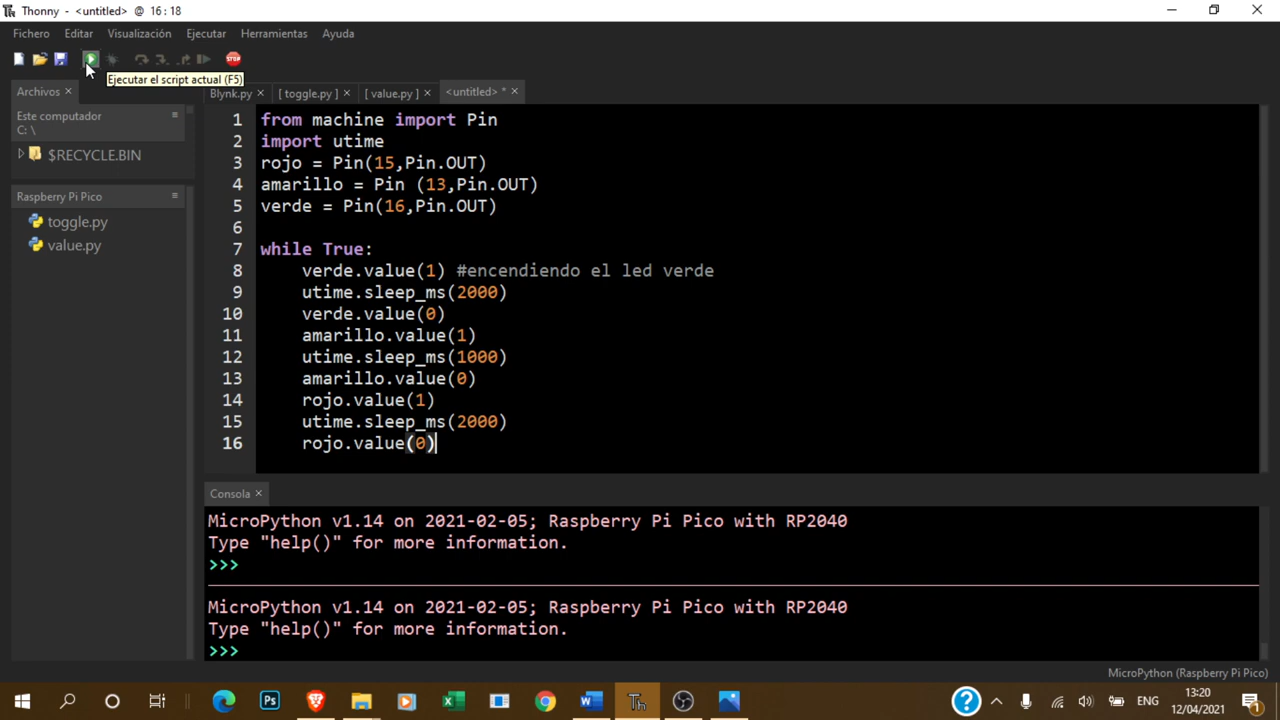 Thonny - <untitled> @ 16 : 18
Fichero Editar Visualización Ejecutar Herramientas Ayuda
STOP
Ejecutar el script actual (F5)
Archivos × Blynk.py × [ toggle.py ] × [ value.py ] × <untitled> * ×
Este computador
C: \
$RECYCLE.BIN
Raspberry Pi Pico
toggle.py
value.py
1 from machine import Pin
2 import utime
3 rojo = Pin(15,Pin.OUT)
4 amarillo = Pin (13,Pin.OUT)
5 verde = Pin(16,Pin.OUT)
6
7 while True:
8 verde.value(1) #encendiendo el led verde
9 utime.sleep_ms(2000)
10 verde.value(0)
11 amarillo.value(1)
12 utime.sleep_ms(1000)
13 amarillo.value(0)
14 rojo.value(1)
15 utime.sleep_ms(2000)
16 rojo.value(0)
Consola ×
MicroPython v1.14 on 2021-02-05; Raspberry Pi Pico with RP2040
Type "help()" for more information.
>>>
MicroPython v1.14 on 2021-02-05; Raspberry Pi Pico with RP2040
Type "help()" for more information.
>>>
MicroPython (Raspberry Pi Pico)
Ps Th ENG 13:20
12/04/2021